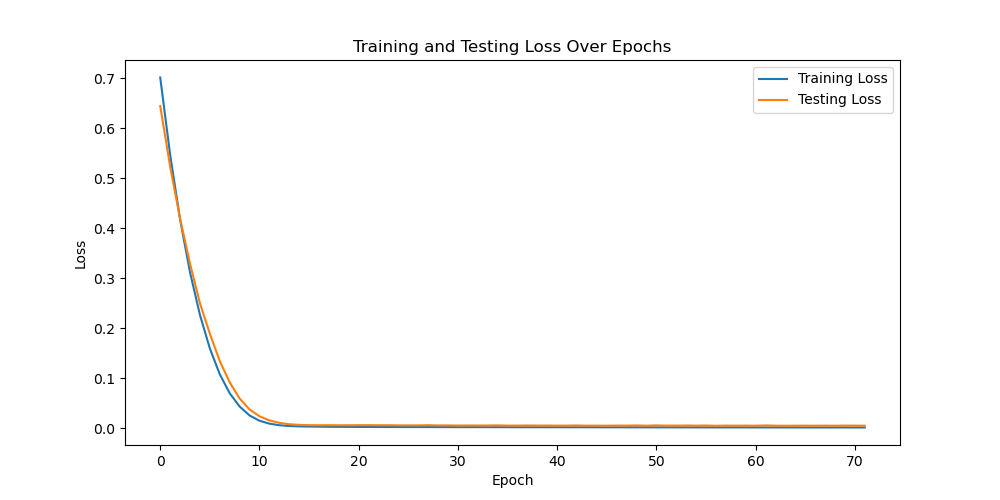 Training and Testing Loss Over Epochs
Training Loss
Testing Loss
Loss
0.7
0.6
0.5
0.4
0.3
0.2
0.1
0.0
0 10 20 30 40 50 60 70
Epoch